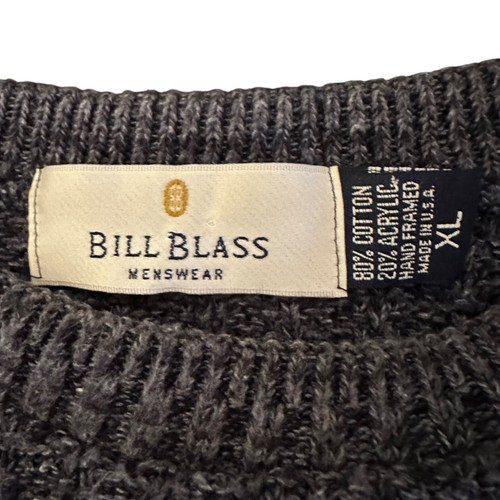 BILL BLASS
MENSWEAR
80% COTTON
20% ACRYLIC
HAND FRAMED
MADE IN U.S.A.
XL